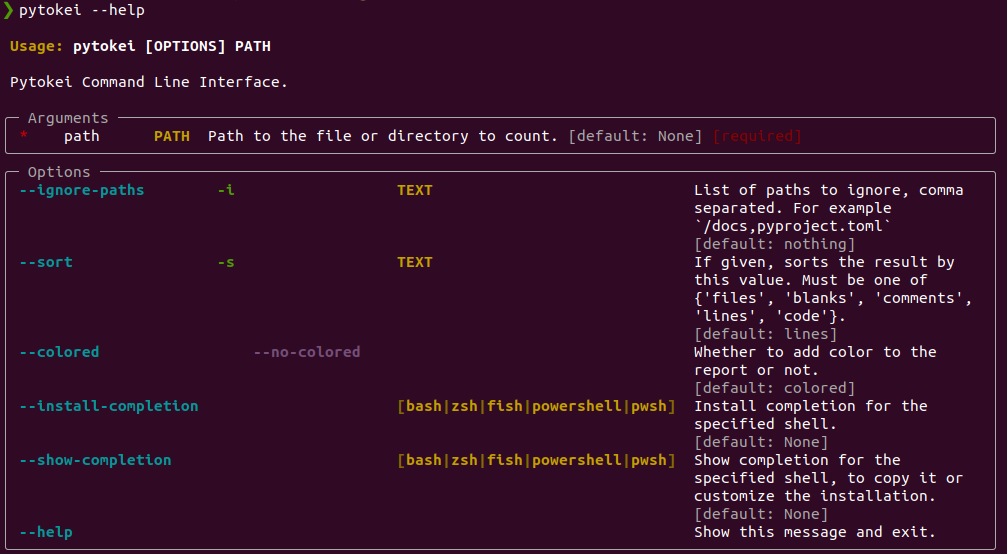 ❯ pytokei --help
Usage: pytokei [OPTIONS] PATH
Pytokei Command Line Interface.
Arguments
* path PATH Path to the file or directory to count. [default: None] [required]
Options
--ignore-paths -i TEXT List of paths to ignore, comma
separated. For example
`/docs,pyproject.toml`
[default: nothing]
--sort -s TEXT If given, sorts the result by
this value. Must be one of
{'files', 'blanks', 'comments',
'lines', 'code'}.
[default: lines]
--colored --no-colored Whether to add color to the
report or not.
[default: colored]
--install-completion [bash|zsh|fish|powershell|pwsh] Install completion for the
specified shell.
[default: None]
--show-completion [bash|zsh|fish|powershell|pwsh] Show completion for the
specified shell, to copy it or
customize the installation.
[default: None]
--help Show this message and exit.